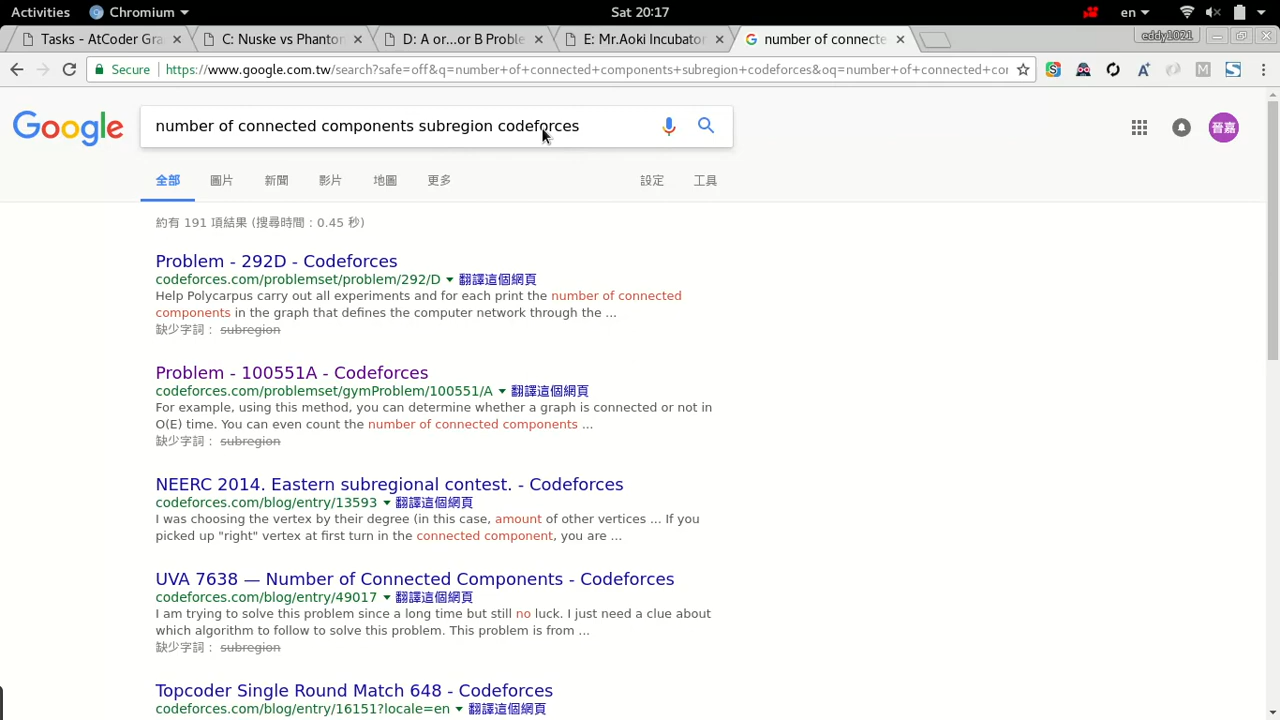 Activities Chromium Sat 20:17 en
Tasks - AtCoder Gra C: Nuske vs Phanto D: A or...or B Proble E: Mr.Aoki Incubator number of connecte eddy1021
Secure https://www.google.com.tw/search?safe=off&q=number+of+connected+components+subregion+codeforces&oq=number+of+connected+co
Google number of connected components subregion codeforces 晉嘉
全部 圖片 新聞 影片 地圖 更多 設定 工具
約有 191 項結果 (搜尋時間：0.45 秒)
Problem - 292D - Codeforces
codeforces.com/problemset/problem/292/D 翻譯這個網頁
Help Polycarpus carry out all experiments and for each print the number of connected
components in the graph that defines the computer network through the ...
缺少字詞： subregion
Problem - 100551A - Codeforces
codeforces.com/problemset/gymProblem/100551/A 翻譯這個網頁
For example, using this method, you can determine whether a graph is connected or not in
O(E) time. You can even count the number of connected components ...
缺少字詞： subregion
NEERC 2014. Eastern subregional contest. - Codeforces
codeforces.com/blog/entry/13593 翻譯這個網頁
I was choosing the vertex by their degree (in this case, amount of other vertices ... If you
picked up "right" vertex at first turn in the connected component, you are ...
UVA 7638 — Number of Connected Components - Codeforces
codeforces.com/blog/entry/49017 翻譯這個網頁
I am trying to solve this problem since a long time but still no luck. I just need a clue about
which algorithm to follow to solve this problem. This problem is from ...
缺少字詞： subregion
Topcoder Single Round Match 648 - Codeforces
codeforces.com/blog/entry/16151?locale=en 翻譯這個網頁